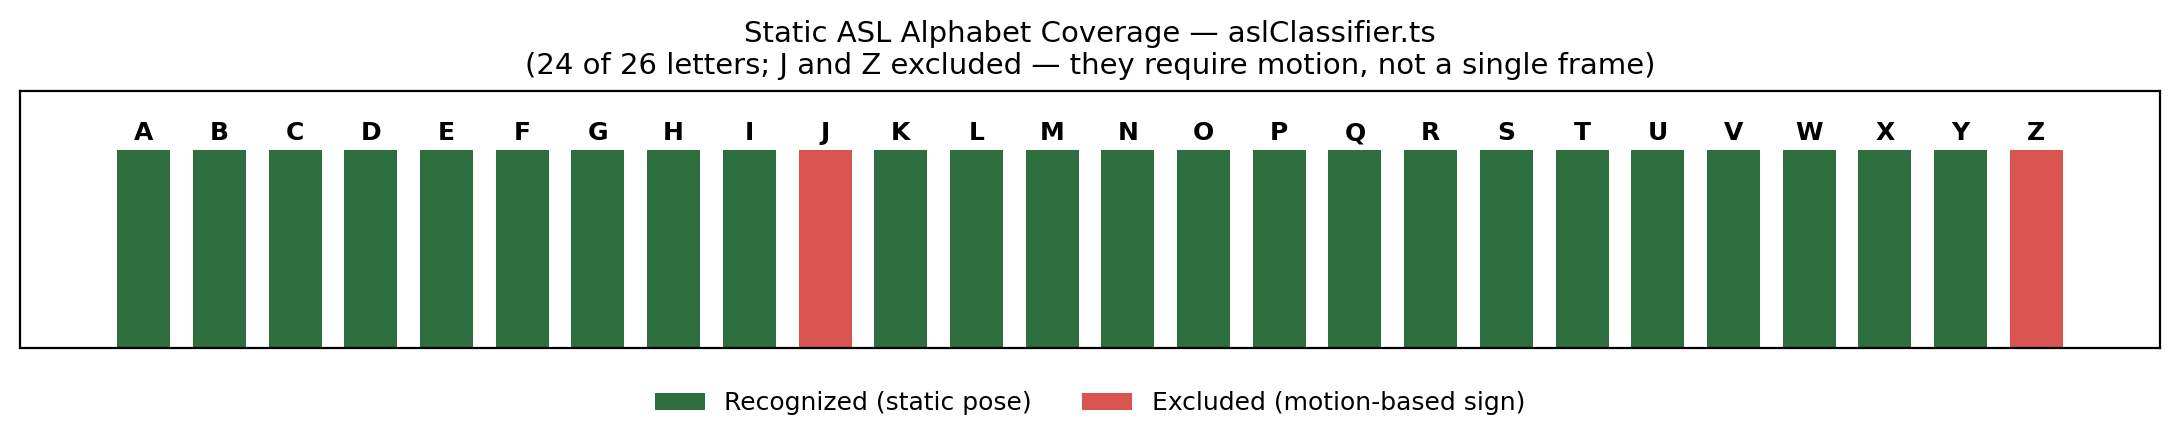 Static ASL Alphabet Coverage — aslClassifier.ts
(24 of 26 letters; J and Z excluded — they require motion, not a single frame)
A B C D E F G H I J K L M N O P Q R S T U V W X Y Z
Recognized (static pose) Excluded (motion-based sign)